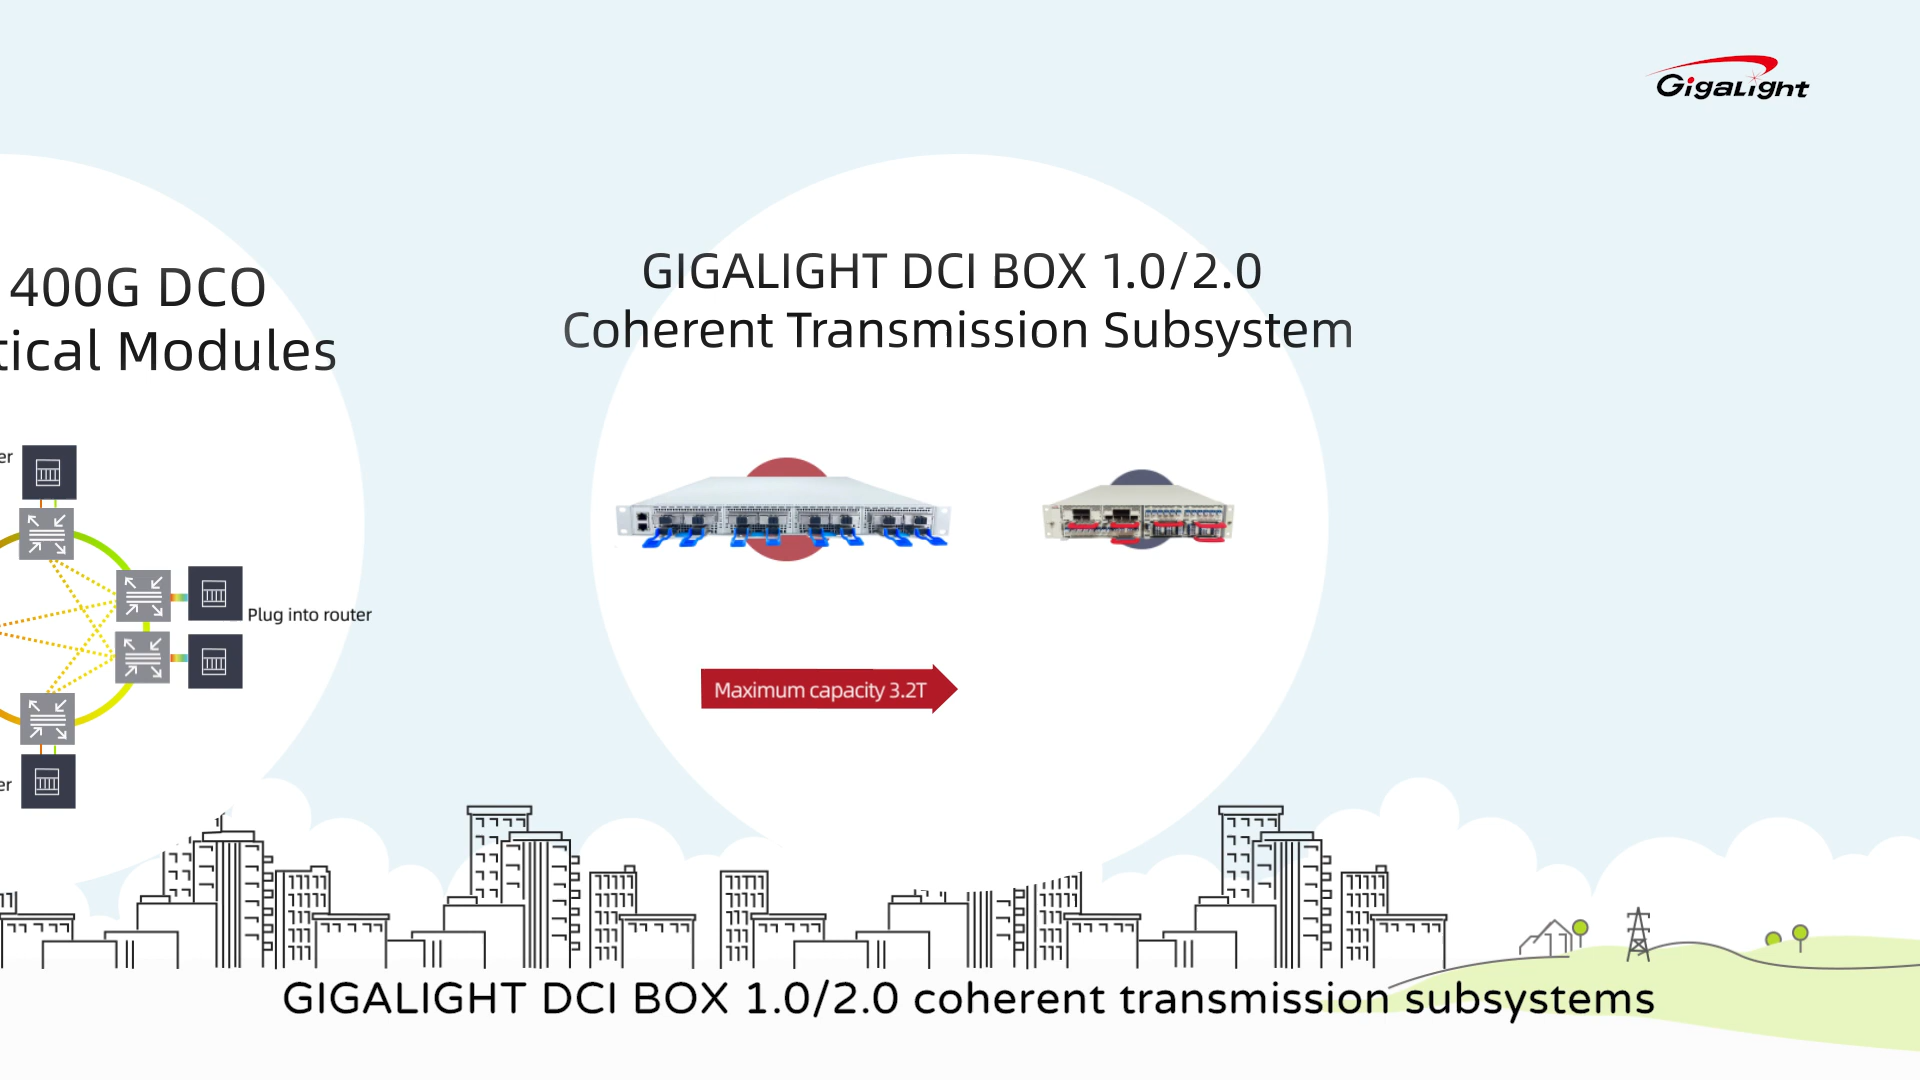 GigaLight
400G DCO
tical Modules
er
Plug into router
er
GIGALIGHT DCI BOX 1.0/2.0
Coherent Transmission Subsystem
Maximum capacity 3.2T
GIGALIGHT DCI BOX 1.0/2.0 coherent transmission subsystems